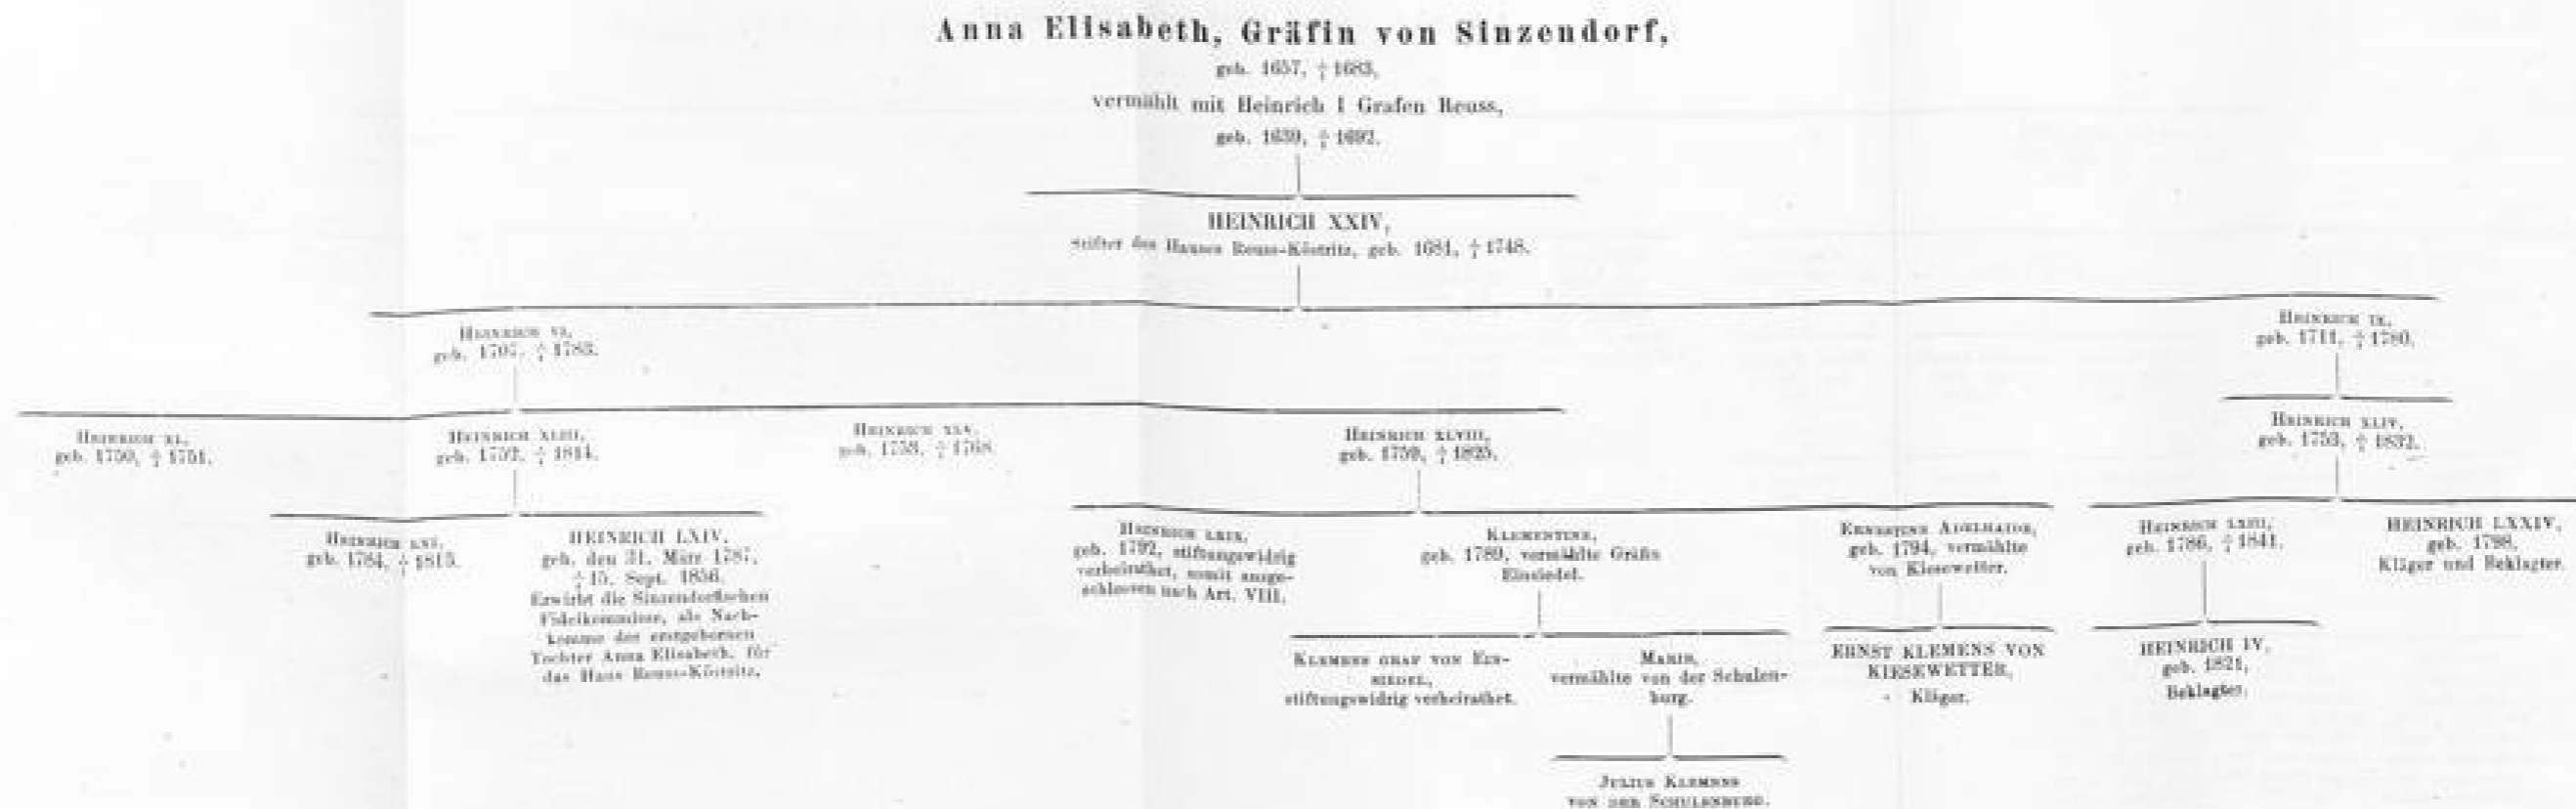 Anna Elisabeth, Gräfin von Sinzendorf,
geb. 1657, † 1683,
vermählt mit Heinrich I Grafen Reuss,
geb. 1639, † 1692.
HEINRICH XXIV,
Stifter des Hauses Reuss-Köstritz, geb. 1681, † 1748.
HEINRICH VI,
geb. 1707, † 1783.
HEINRICH IX,
geb. 1711, † 1780.
HEINRICH XL,
geb. 1750, † 1751.
HEINRICH XLIII,
geb. 1752, † 1814.
HEINRICH XLV,
geb. 1758, † 1768.
HEINRICH XLVIII,
geb. 1759, † 1825.
HEINRICH XLIV,
geb. 1753, † 1832.
HEINRICH LXI,
geb. 1784, † 1813.
HEINRICH LXIV,
geb. den 31. März 1787,
† 15. Sept. 1856.
Erwirbt die Sinzendorfischen
Fideikommisse, als Nach-
komme der erstgebornen
Tochter Anna Elisabeth, für
das Haus Reuss-Köstritz.
HEINRICH LXIX,
geb. 1792, stiftungswidrig
verheirathet, somit ausge-
schlossen nach Art. VIII.
KLEMENTINE,
geb. 1789, vermählte Gräfin
Einsiedel.
ERNESTINE ADELHAIDE,
geb. 1794, vermählte
von Kiesewetter.
HEINRICH LXIII,
geb. 1786, † 1841.
HEINRICH LXXIV,
geb. 1798.
Kläger und Beklagter.
KLEMENS GRAF VON EIN-
SIEDEL,
stiftungswidrig verheirathet.
MARIE,
vermählte von der Schulen-
burg.
ERNST KLEMENS VON
KIESEWETTER,
Kläger.
HEINRICH IV,
geb. 1821,
Beklagter.
JULIUS KLEMENS
VON DER SCHULENBURG.